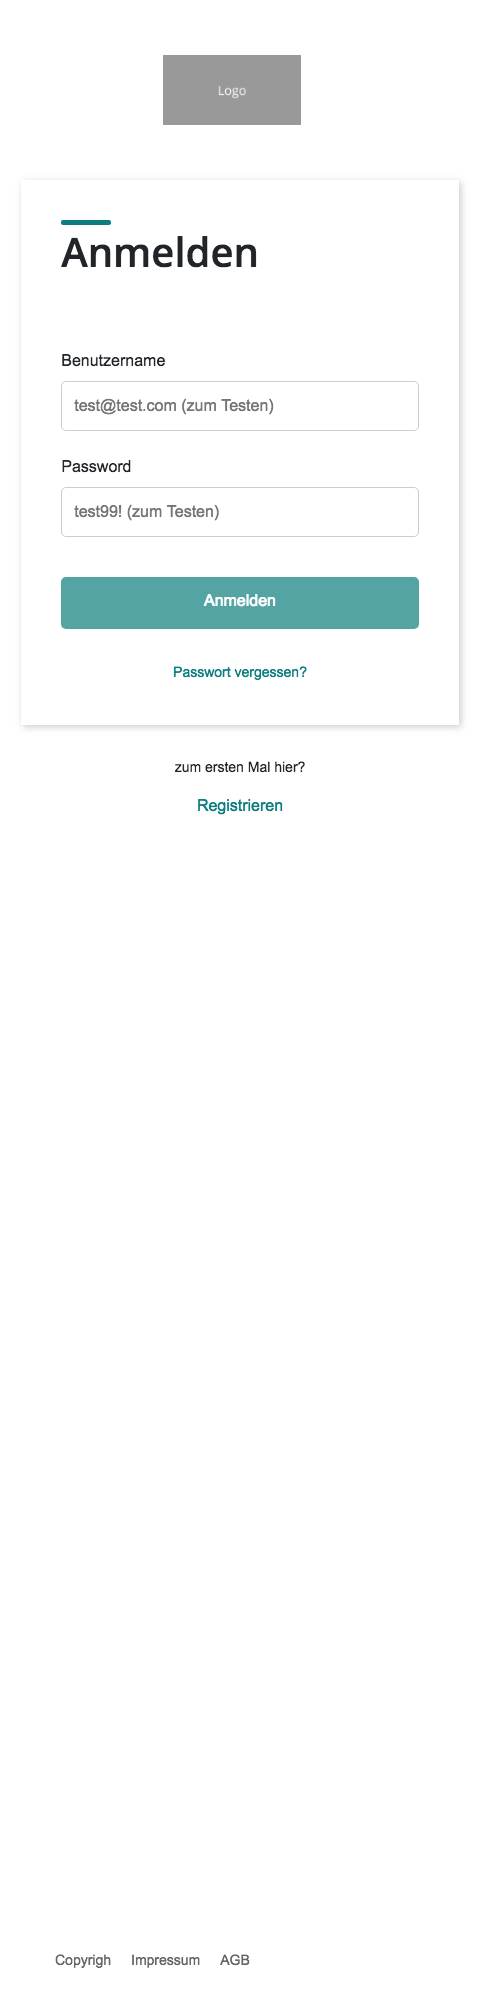 Logo
Anmelden
Benutzername
test@test.com (zum Testen)
Password
test99! (zum Testen)
Anmelden
Passwort vergessen?
zum ersten Mal hier?
Registrieren
Copyrigh Impressum AGB